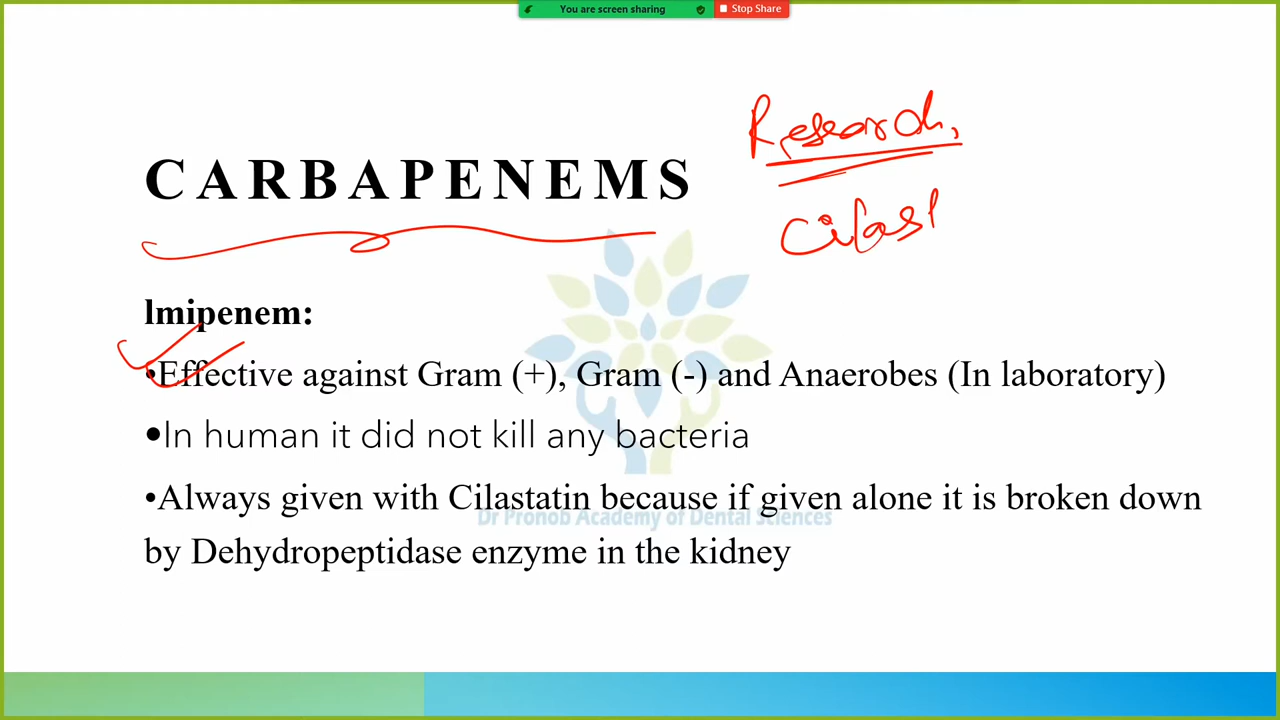 You are screen sharing Stop Share
Research,
CARBAPENEMS
Cilast
lmipenem:
•Effective against Gram (+), Gram (-) and Anaerobes (In laboratory)
•In human it did not kill any bacteria
•Always given with Cilastatin because if given alone it is broken down
Dr Pronob Academy of Dental Sciences
by Dehydropeptidase enzyme in the kidney